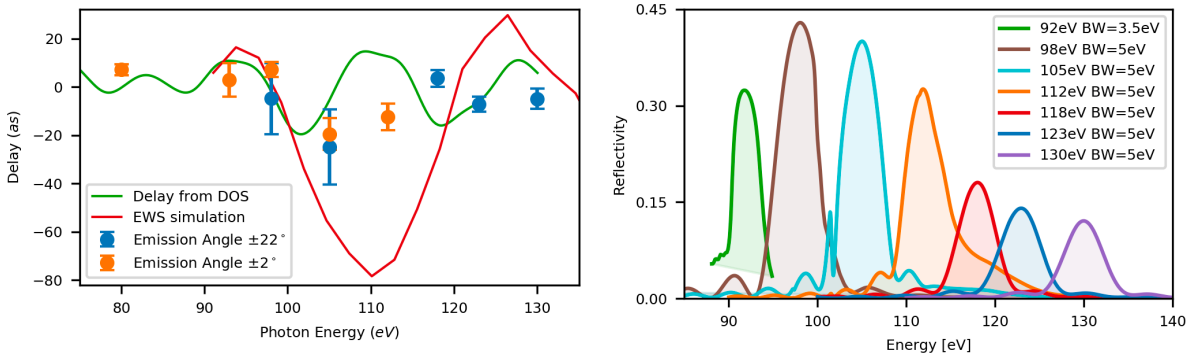 20
0
−20
−40
−60
−80
Delay (as)
80
90
100
110
120
130
Photon Energy (eV)
Delay from DOS
EWS simulation
Emission Angle ±22°
Emission Angle ±2°
0.45
0.30
0.15
0.00
Reflectivity
90
100
110
120
130
140
Energy [eV]
92eV BW=3.5eV
98eV BW=5eV
105eV BW=5eV
112eV BW=5eV
118eV BW=5eV
123eV BW=5eV
130eV BW=5eV